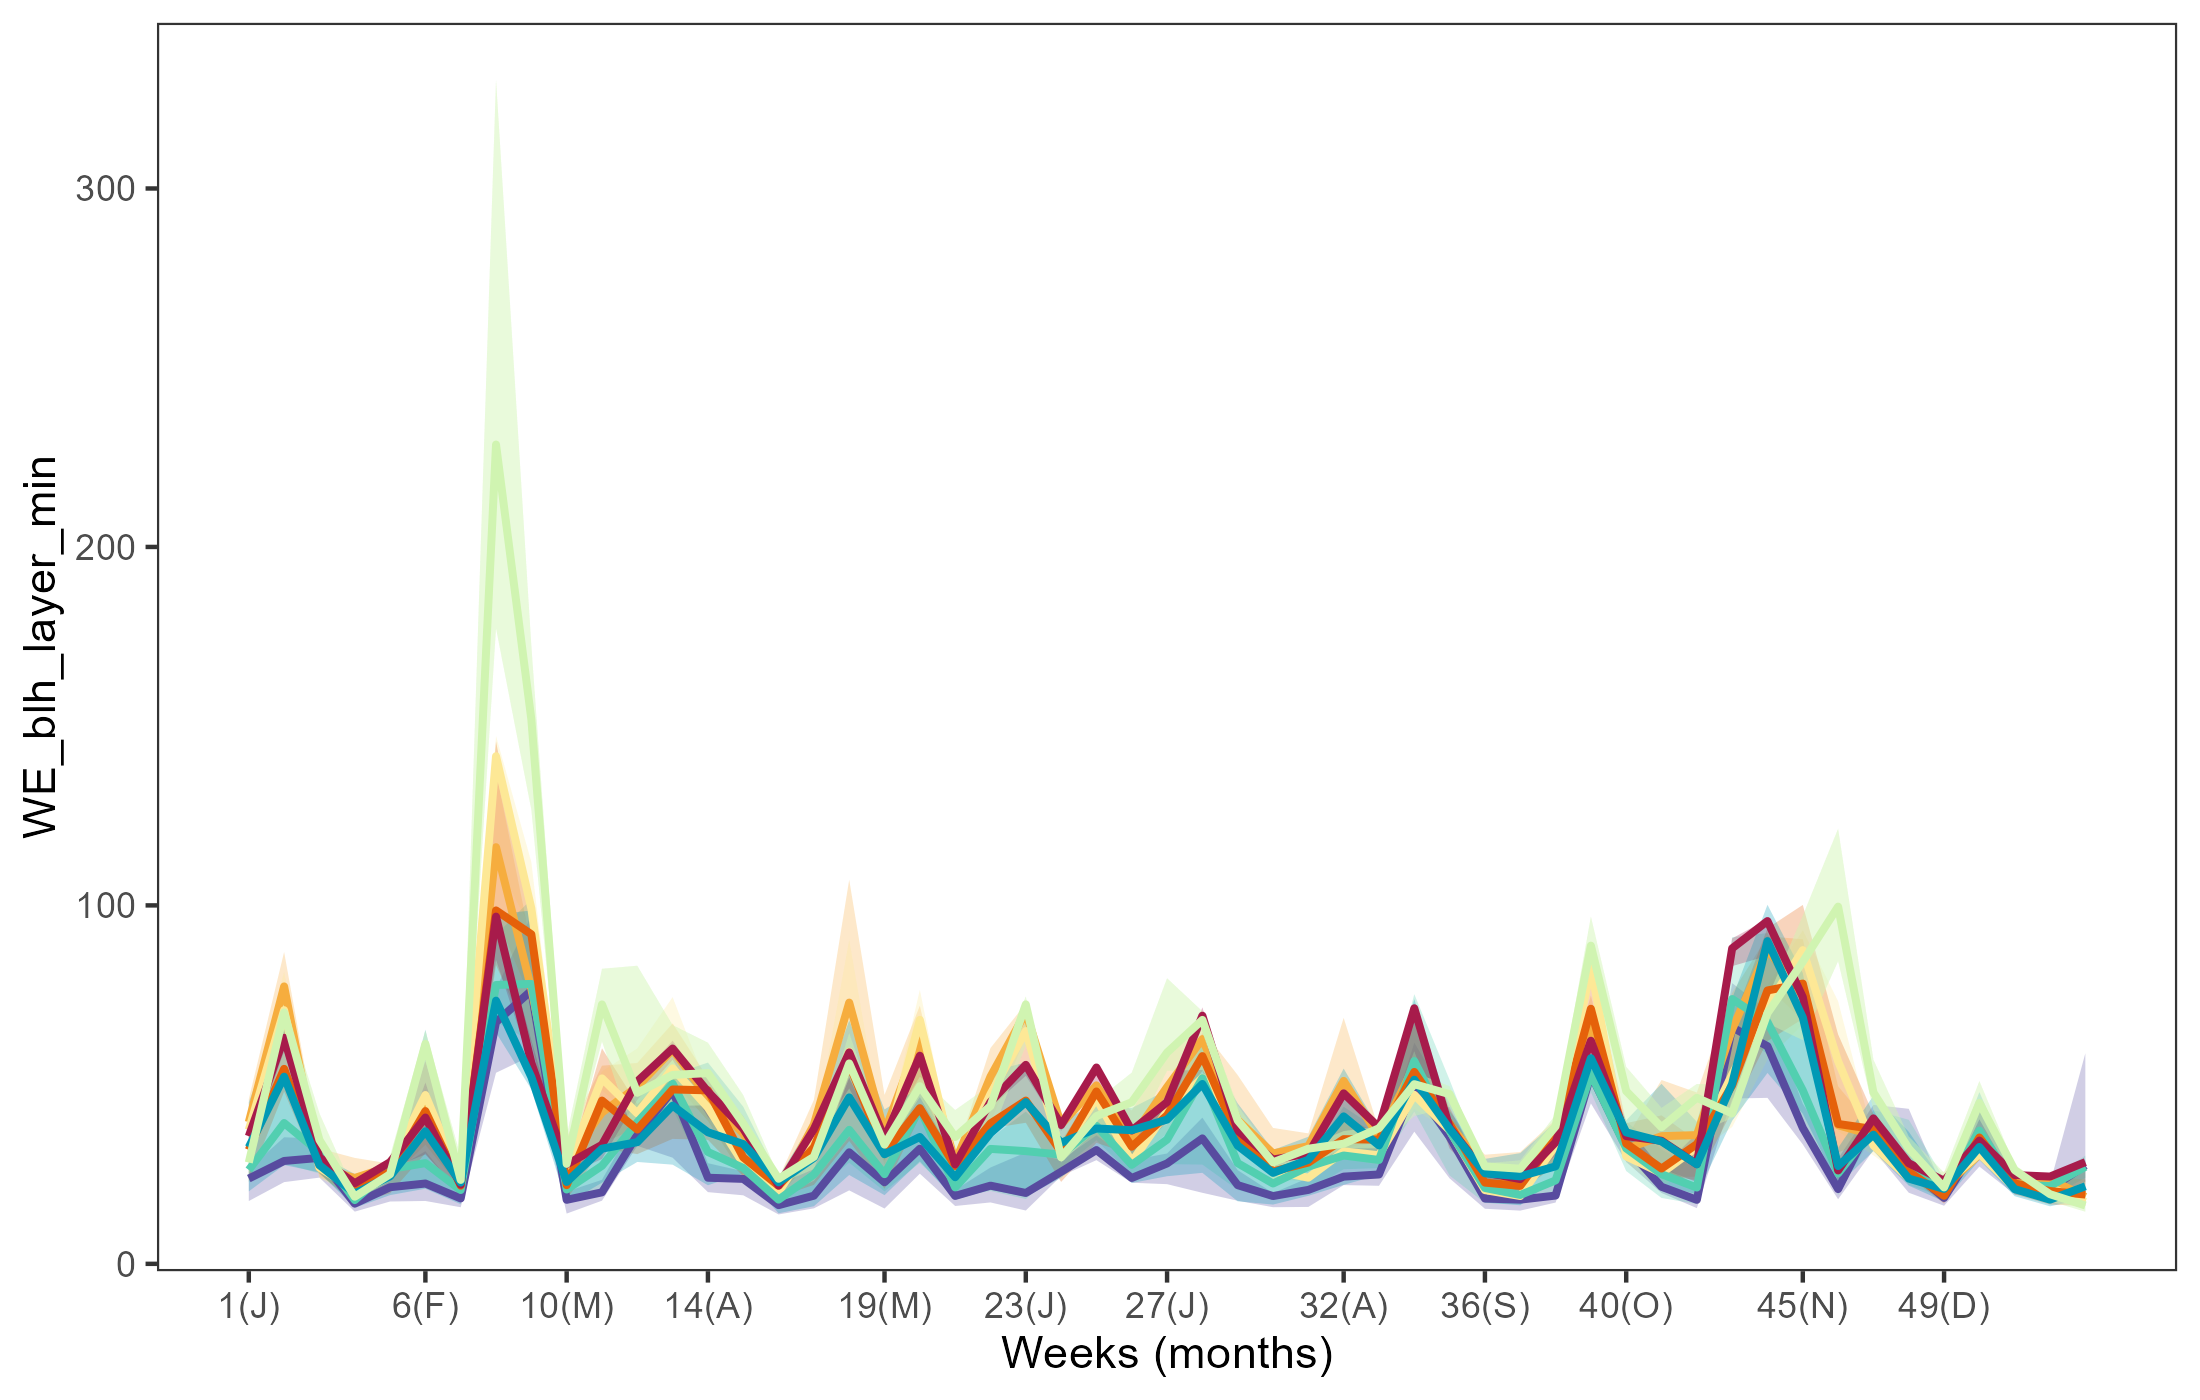 WE_blh_layer_min
300
200
100
0
1(J) 6(F) 10(M) 14(A) 19(M) 23(J) 27(J) 32(A) 36(S) 40(O) 45(N) 49(D)
Weeks (months)